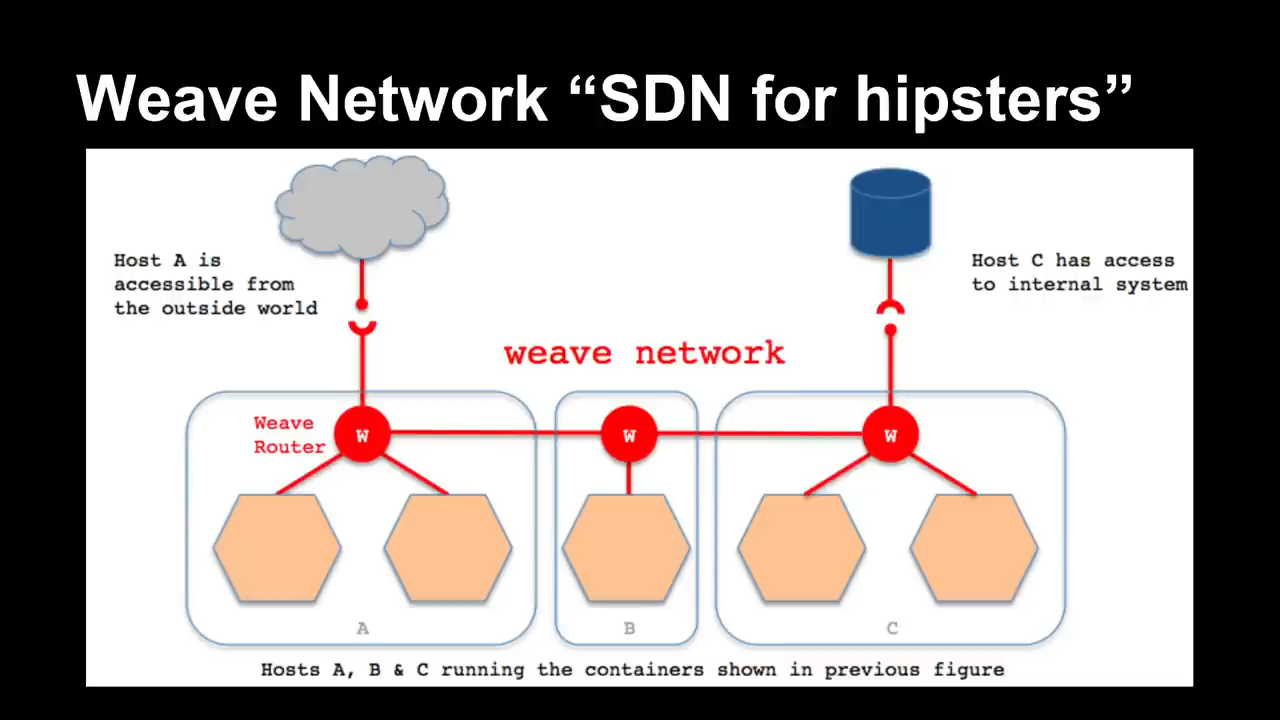 Weave Network “SDN for hipsters”
Host A is
accessible from
the outside world
Host C has access
to internal system
weave network
Weave
Router
W
W
W
A
B
C
Hosts A, B & C running the containers shown in previous figure